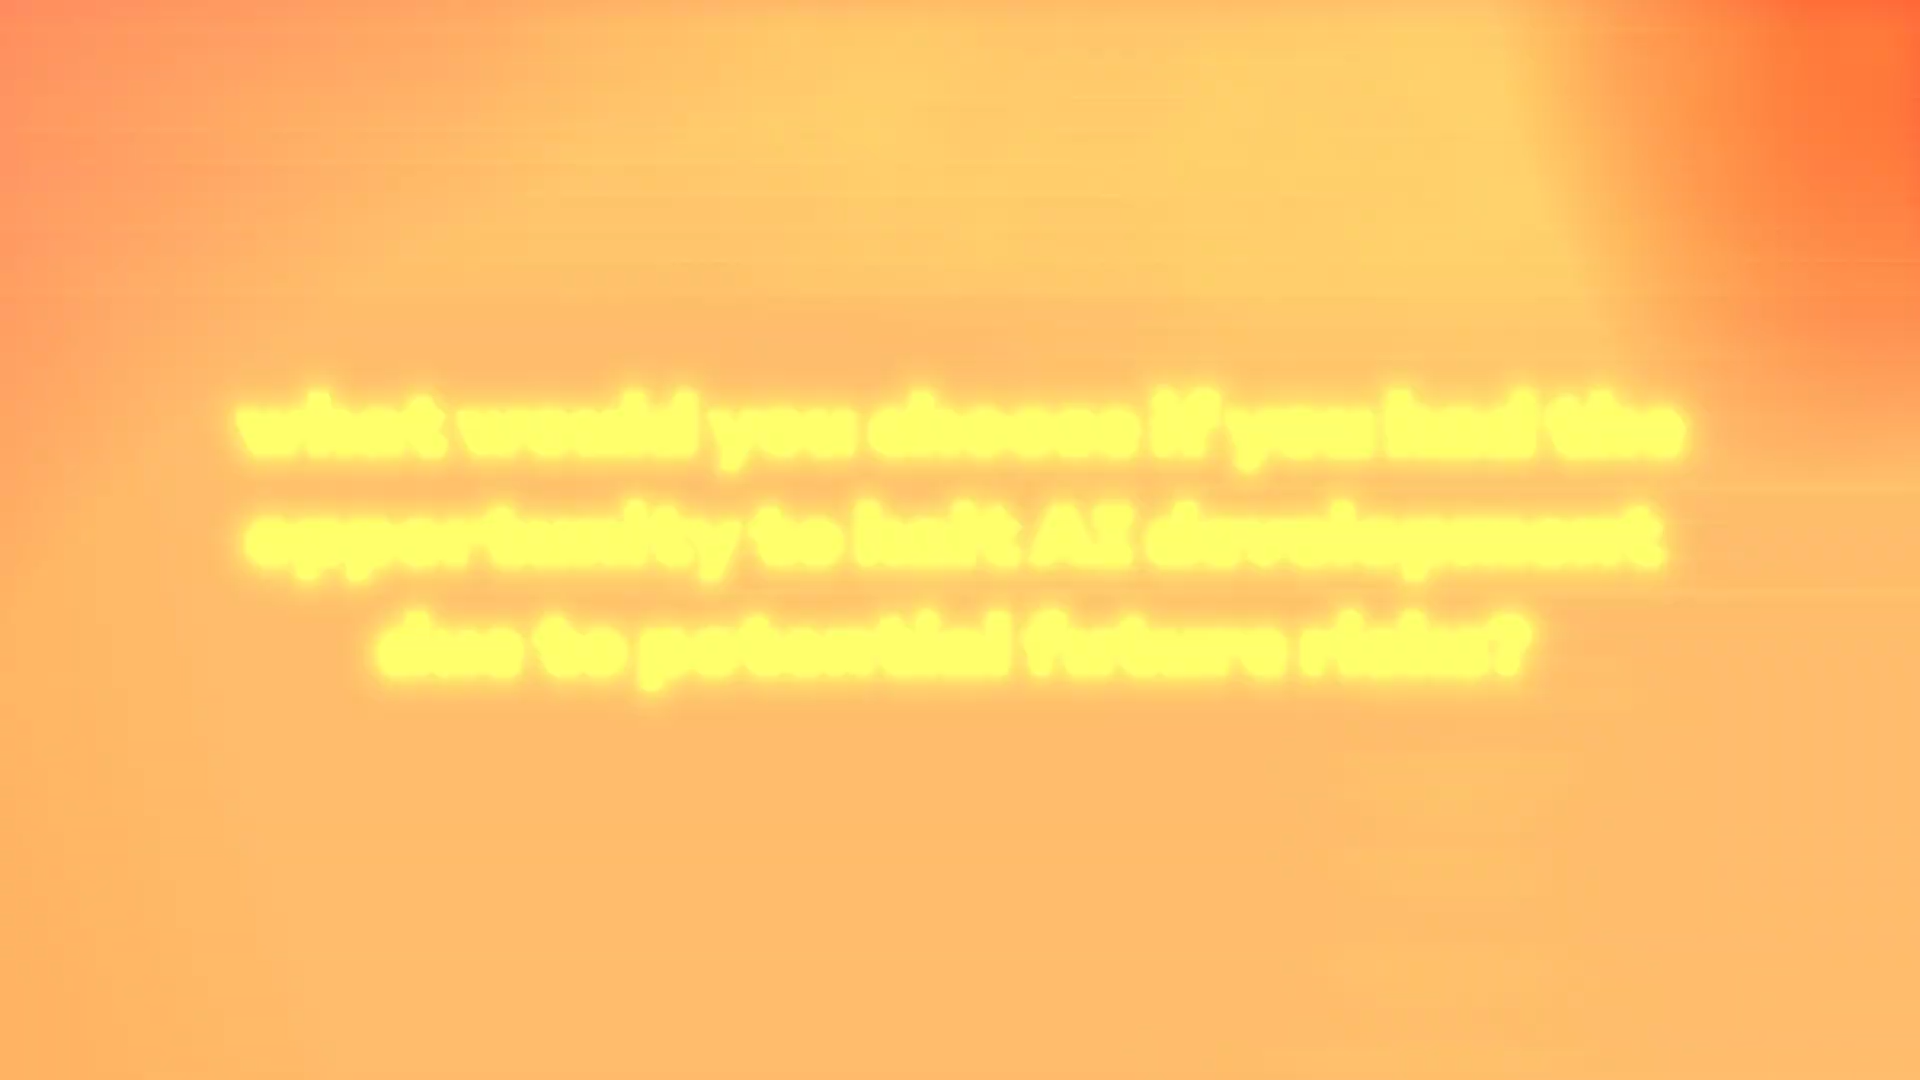 what would you choose if you had the
opportunity to halt AI development
due to potential future risks?